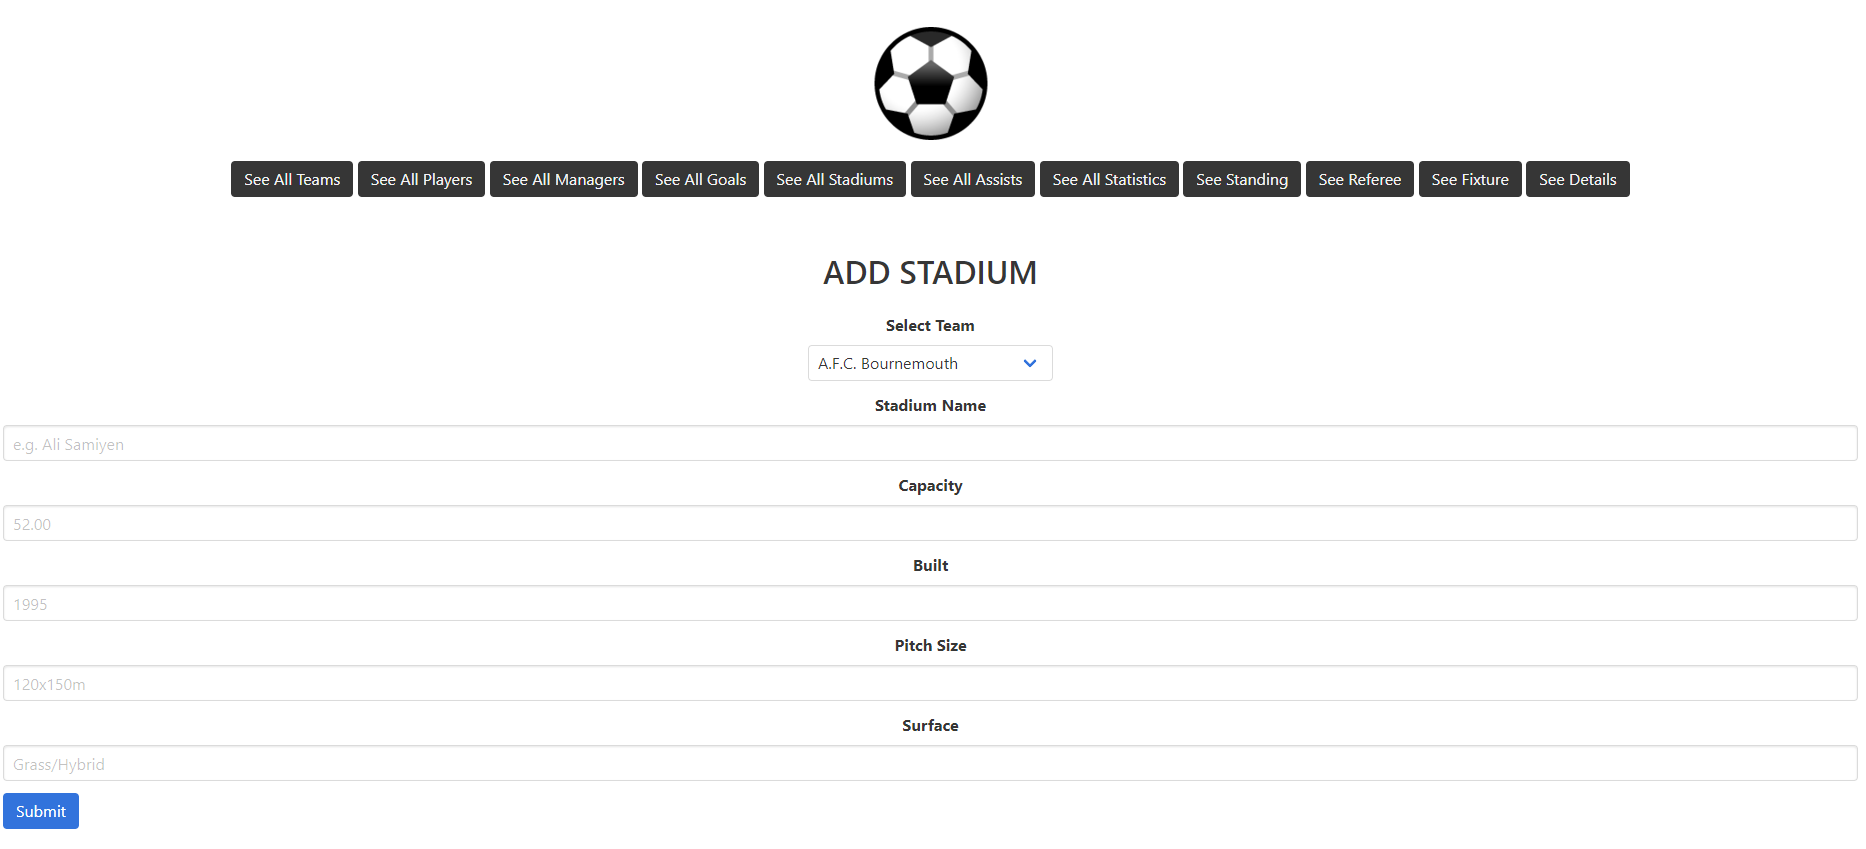 See All Teams See All Players See All Managers See All Goals See All Stadiums See All Assists See All Statistics See Standing See Referee See Fixture See Details
ADD STADIUM
Select Team
A.F.C. Bournemouth
Stadium Name
e.g. Ali Samiyen
Capacity
52.00
Built
1995
Pitch Size
120x150m
Surface
Grass/Hybrid
Submit